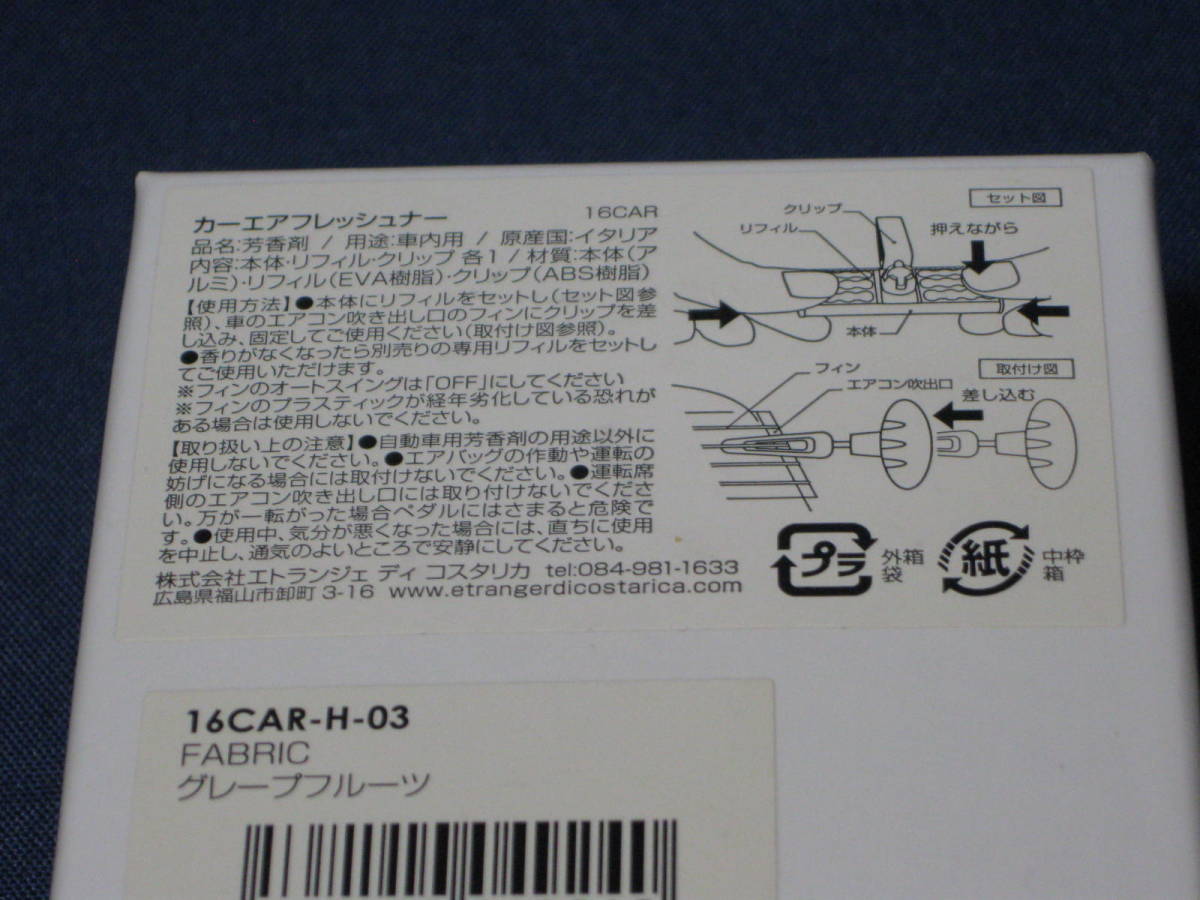 カーエアフレッシュナー 16CAR
品名:芳香剤 / 用途:車内用 / 原産国:イタリア
内容:本体・リフィル・クリップ 各1 / 材質:本体(ア
ルミ)・リフィル(EVA樹脂)・クリップ(ABS樹脂)
【使用方法】●本体にリフィルをセットし(セット図参
照)、車のエアコン吹き出し口のフィンにクリップを差
し込み、固定してご使用ください(取付け図参照)。
●香りがなくなったら別売りの専用リフィルをセットし
てご使用いただけます。
※フィンのオートスイングは「OFF」にしてください
※フィンのプラスティックが経年劣化している恐れが
ある場合は使用しないでください。
【取り扱い上の注意】●自動車用芳香剤の用途以外に
使用しないでください。●エアバッグの作動や運転の
妨げになる場合には取付けないでください。●運転席
側のエアコン吹き出し口には取り付けないでくださ
い。万が一転がった場合ペダルにはさまると危険で
す。●使用中、気分が悪くなった場合には、直ちに使用
を中止し、通気のよいところで安静にしてください。
株式会社エトランジェ ディ コスタリカ tel:084-981-1633
広島県福山市卸町 3-16 www.etrangerdicostarica.com
セット図
クリップ
リフィル
押えながら
本体
取付け図
フィン
エアコン吹出口
差し込む
プラ 外箱
袋
紙 中枠
箱
16CAR-H-03
FABRIC
グレープフルーツ